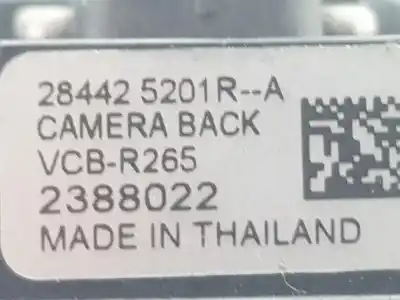 28442 5201R--A
CAMERA BACK
VCB-R265
2388022
MADE IN THAILAND